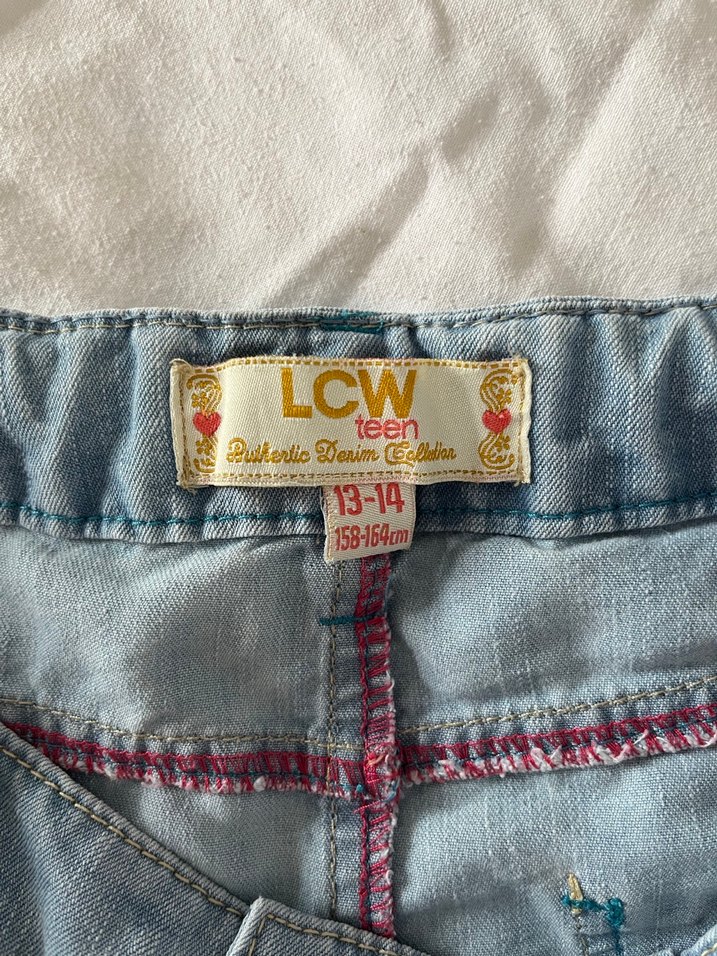 LCW
teen
Authentic Denim Collection
13-14
158-164cm